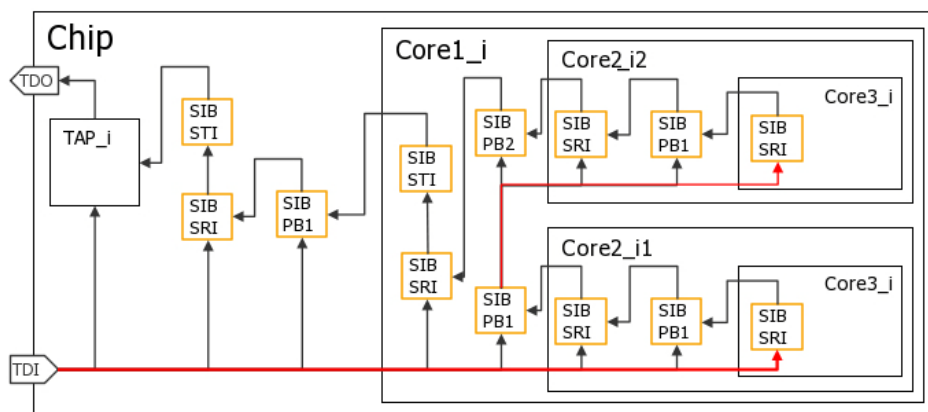 Chip
Core1_i
Core2_i2
Core3_i
TDO
TAP_i
SIB
STI
SIB
SRI
SIB
PB1
SIB
STI
SIB
SRI
SIB
PB2
SIB
SRI
SIB
PB1
SIB
SRI
SIB
PB1
Core2_i1
Core3_i
SIB
SRI
SIB
PB1
SIB
SRI
TDI